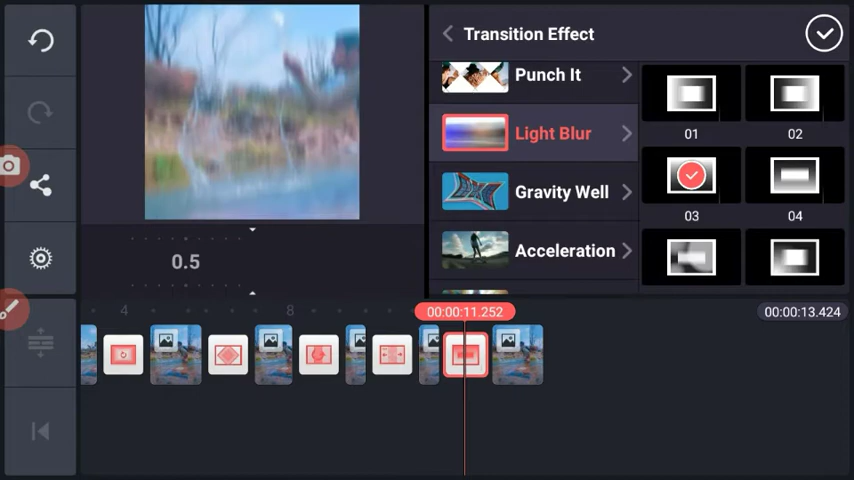 Transition Effect
Punch It
Light Blur
Gravity Well
Acceleration
01
02
03
04
0.5
4
8
00:00:11.252
00:00:13.424